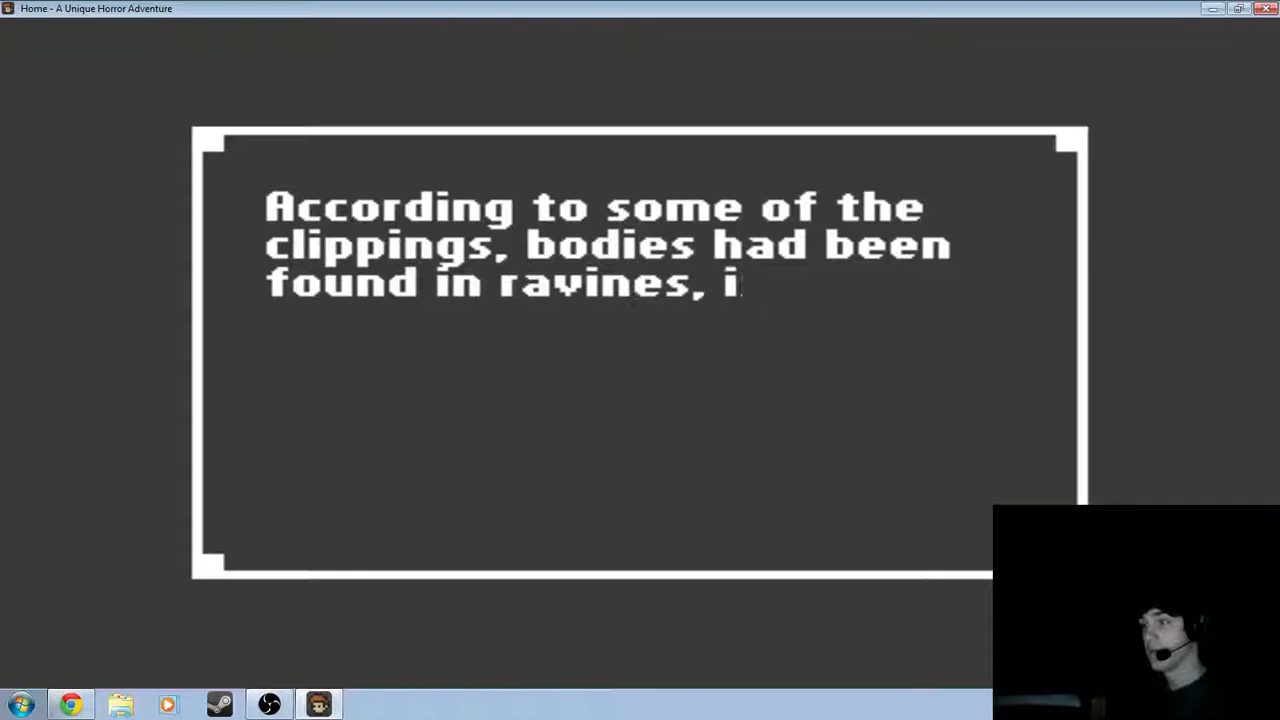 Home - A Unique Horror Adventure
According to some of the
clippings, bodies had been
found in ravines, i